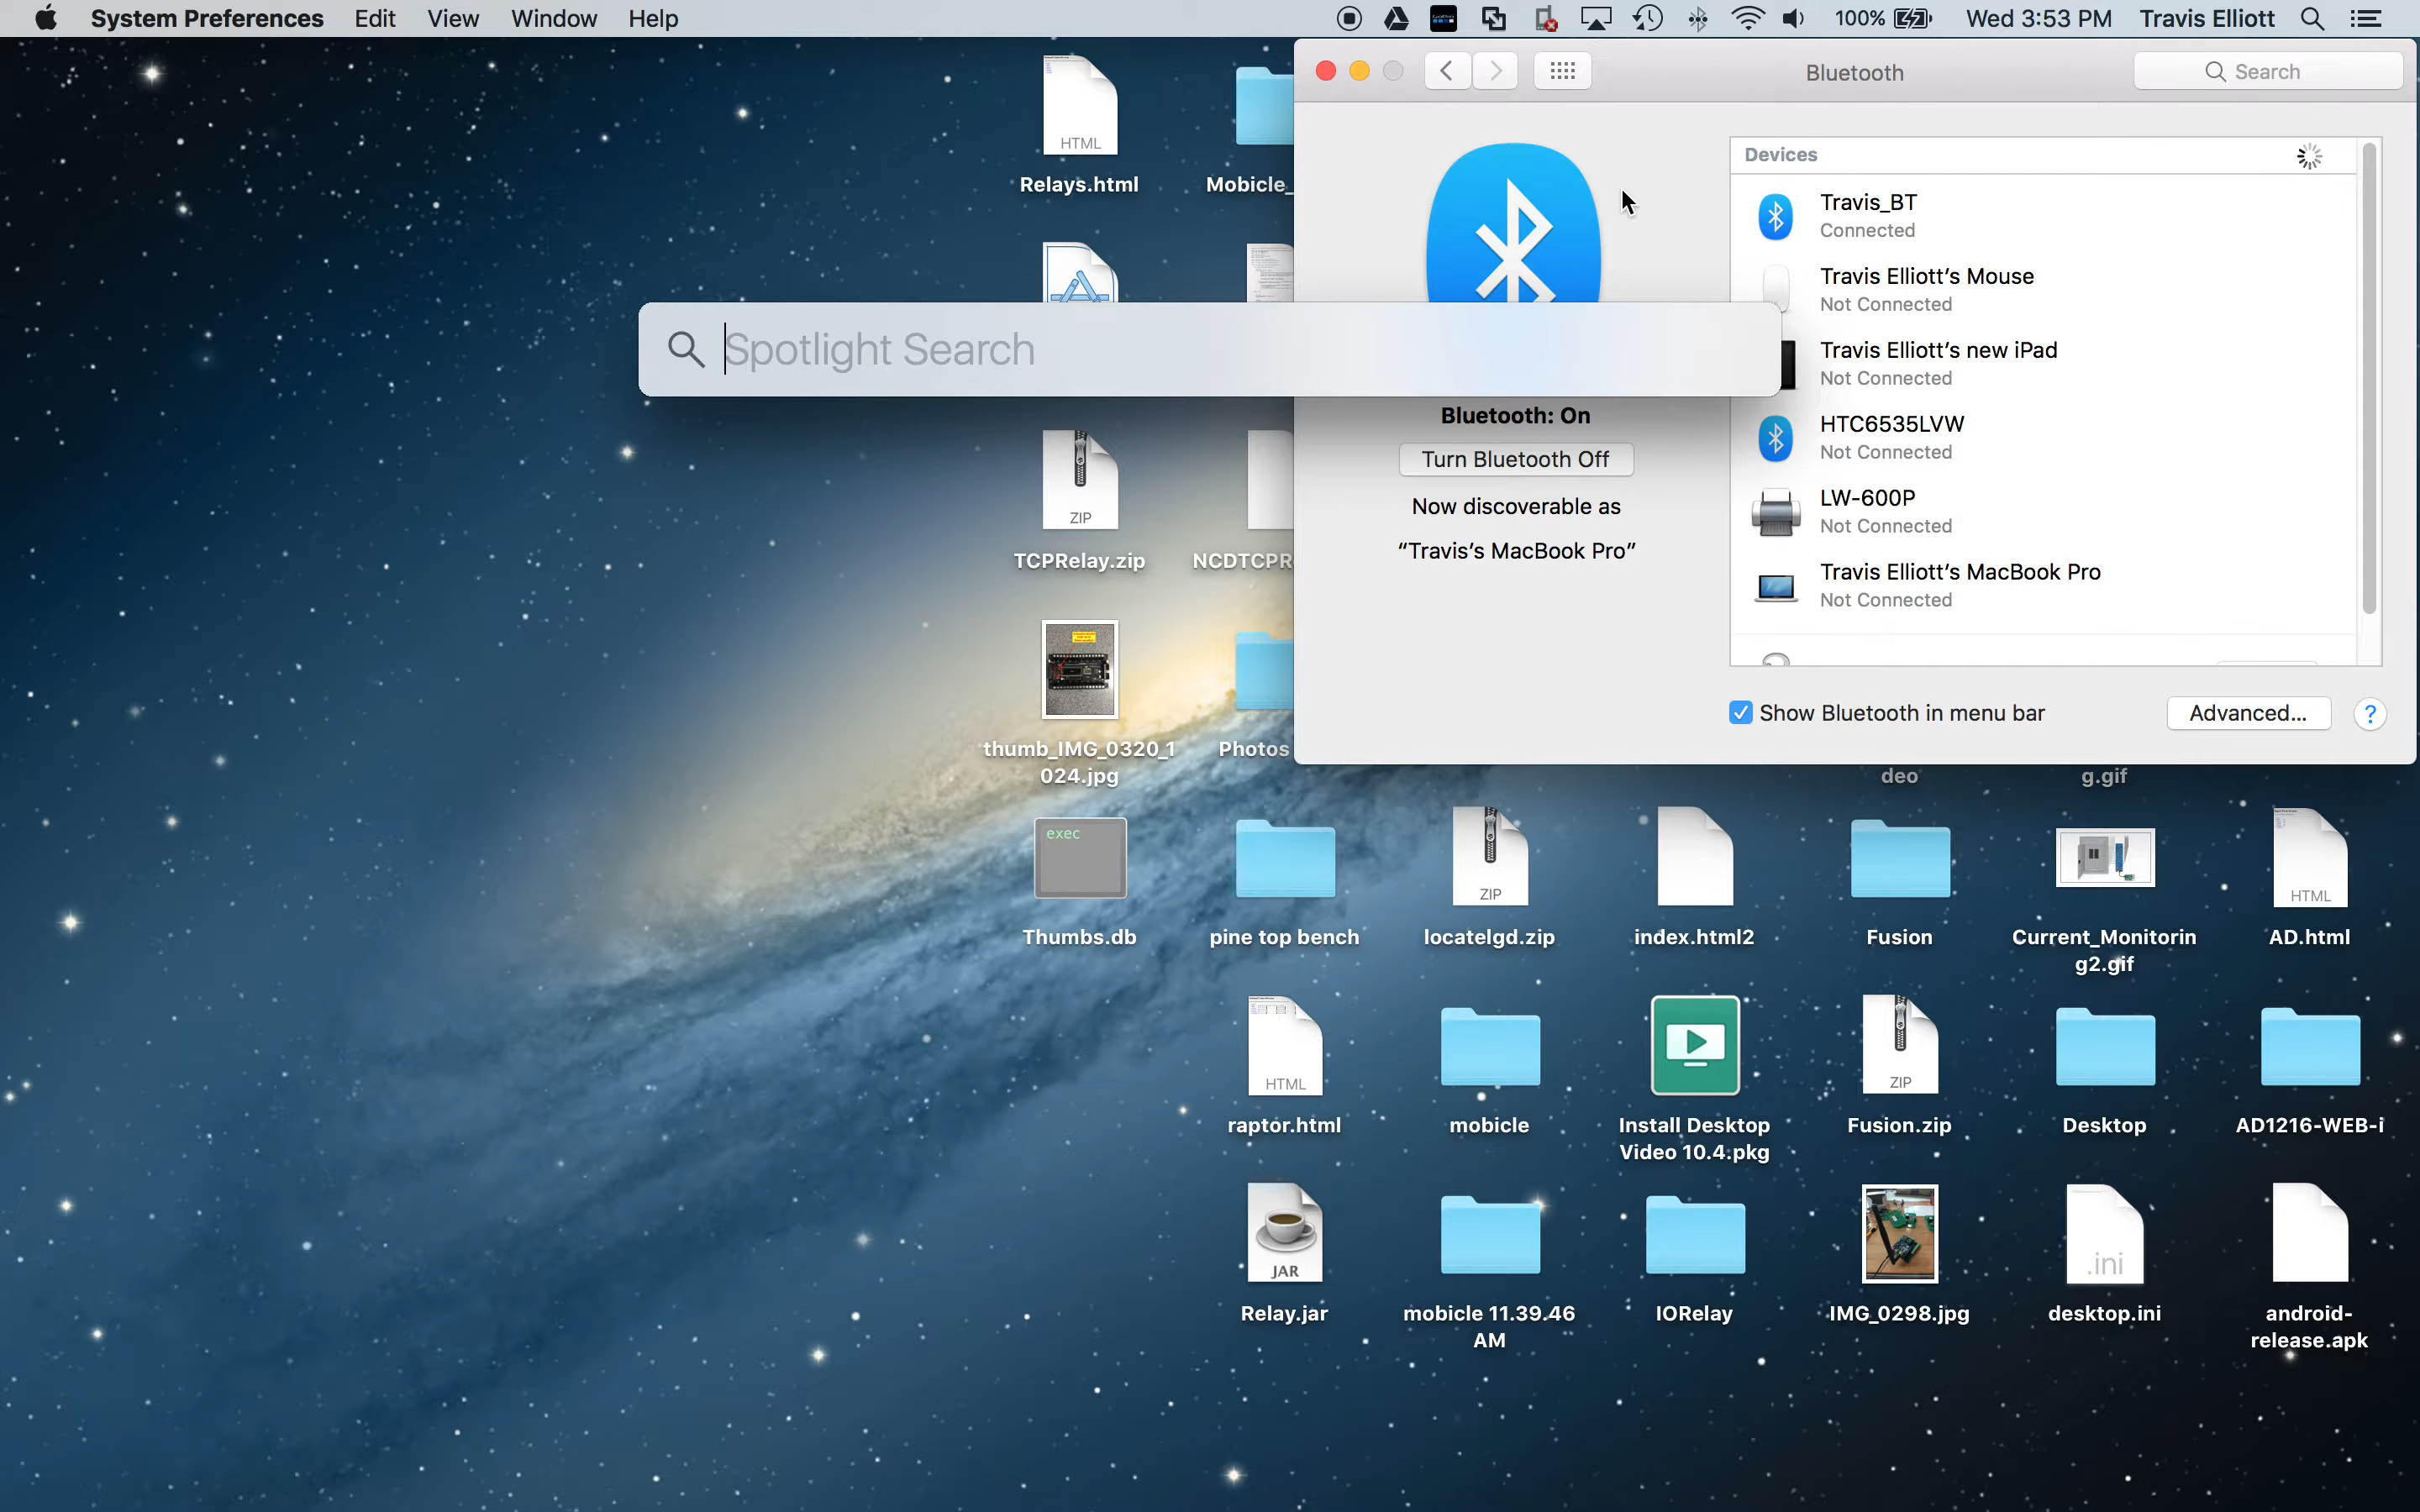 System Preferences Edit View Window Help
100% Wed 3:53 PM Travis Elliott
Bluetooth
Search
Devices
Travis_BT
Connected
Travis Elliott's Mouse
Not Connected
Travis Elliott's new iPad
Not Connected
HTC6535LVW
Not Connected
LW-600P
Not Connected
Travis Elliott's MacBook Pro
Not Connected
Spotlight Search
Bluetooth: On
Turn Bluetooth Off
Now discoverable as
“Travis's MacBook Pro”
Show Bluetooth in menu bar
Advanced...
?
HTML
Relays.html
Mobicle_
ZIP
TCPRelay.zip
NCDTCPR
thumb_IMG_0320_1
024.jpg
Photos
deo
g.gif
exec
Thumbs.db
pine top bench
ZIP
locatelgd.zip
index.html2
Fusion
Current_Monitorin
g2.gif
HTML
AD.html
HTML
raptor.html
mobicle
Install Desktop
Video 10.4.pkg
ZIP
Fusion.zip
Desktop
AD1216-WEB-i
JAR
Relay.jar
mobicle 11.39.46
AM
IORelay
IMG_0298.jpg
.ini
desktop.ini
android-
release.apk